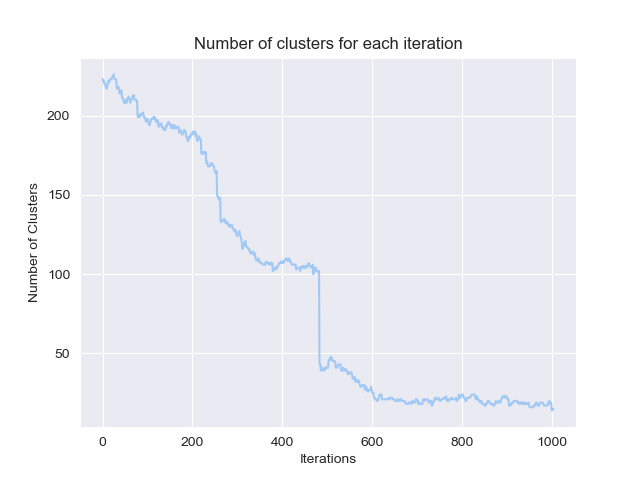 Number of clusters for each iteration
200
150
100
50
Number of Clusters
0 200 400 600 800 1000
Iterations